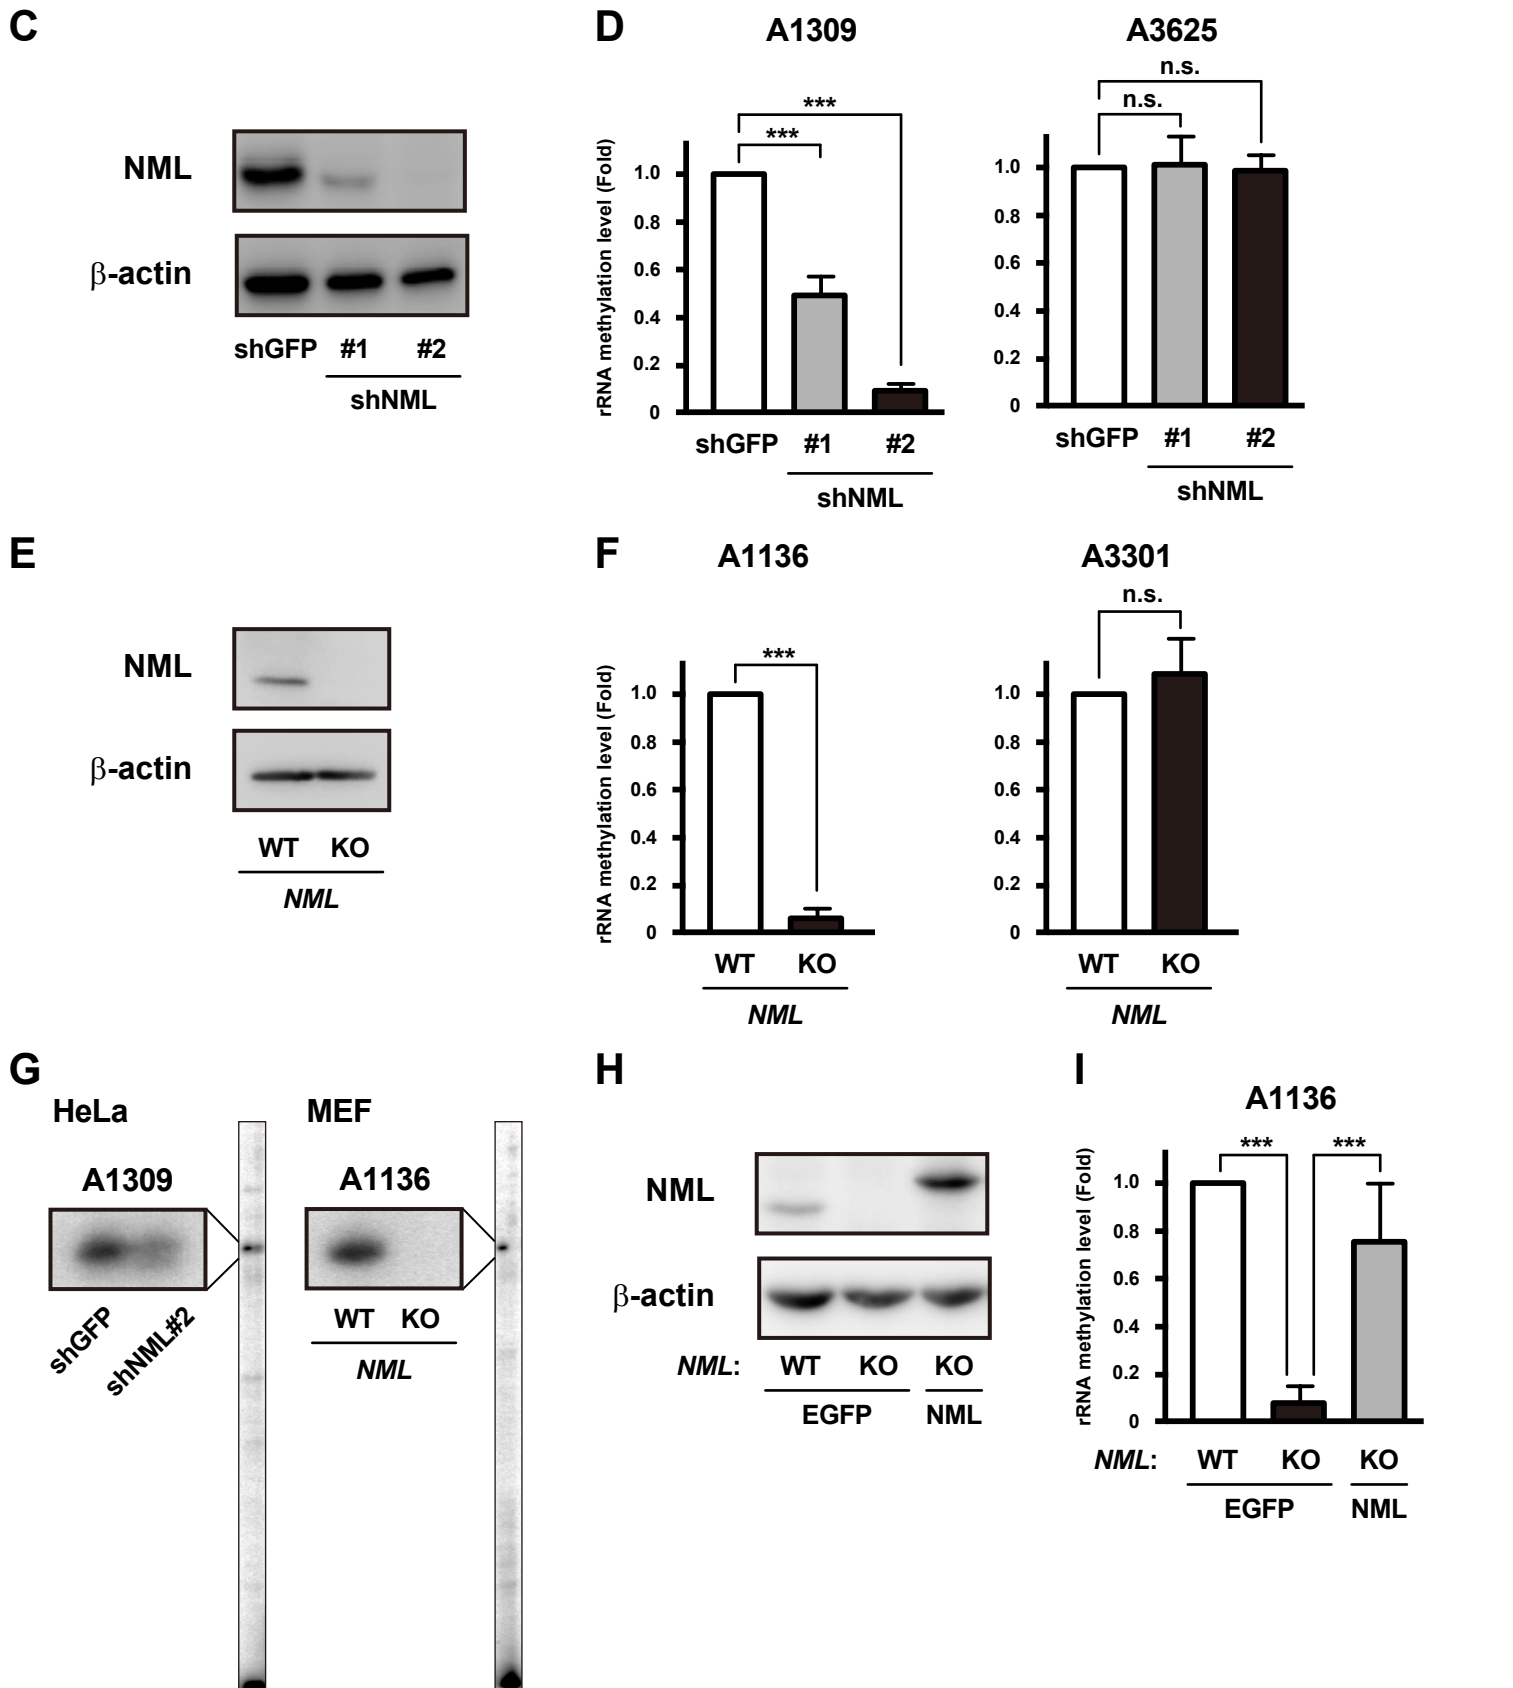 C
NML
β-actin
shGFP #1 #2
shNML
D
A1309
***
***
rRNA methylation level (Fold)
1.0
0.8
0.6
0.4
0.2
0
shGFP #1 #2
shNML
A3625
n.s.
n.s.
1.0
0.8
0.6
0.4
0.2
0
shGFP #1 #2
shNML
E
NML
β-actin
WT KO
NML
F
A1136
***
rRNA methylation level (Fold)
1.0
0.8
0.6
0.4
0.2
0
WT KO
NML
A3301
n.s.
1.0
0.8
0.6
0.4
0.2
0
WT KO
NML
G
HeLa
A1309
shGFP
shNML#2
MEF
A1136
WT KO
NML
H
NML
β-actin
NML: WT KO KO
EGFP NML
I
A1136
*** ***
rRNA methylation level (Fold)
1.0
0.8
0.6
0.4
0.2
0
NML: WT KO KO
EGFP NML